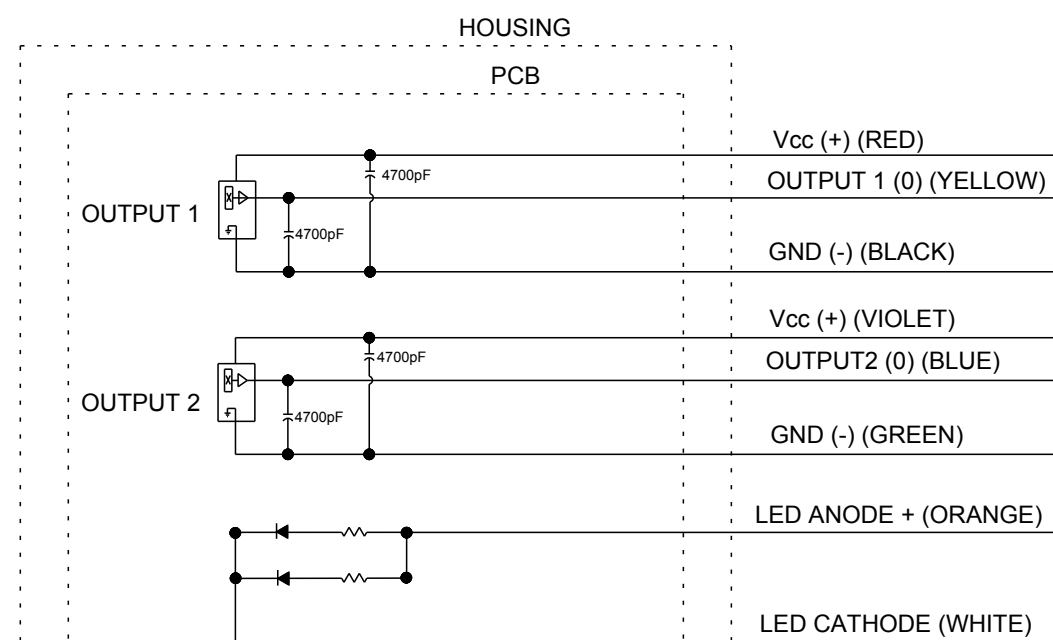 HOUSING
PCB
Vcc (+) (RED)
4700pF
OUTPUT 1 (0) (YELLOW)
OUTPUT 1
X
4700pF
GND (-) (BLACK)
Vcc (+) (VIOLET)
4700pF
OUTPUT2 (0) (BLUE)
X
OUTPUT 2
4700pF
GND (-) (GREEN)
LED ANODE + (ORANGE)
LED CATHODE (WHITE)